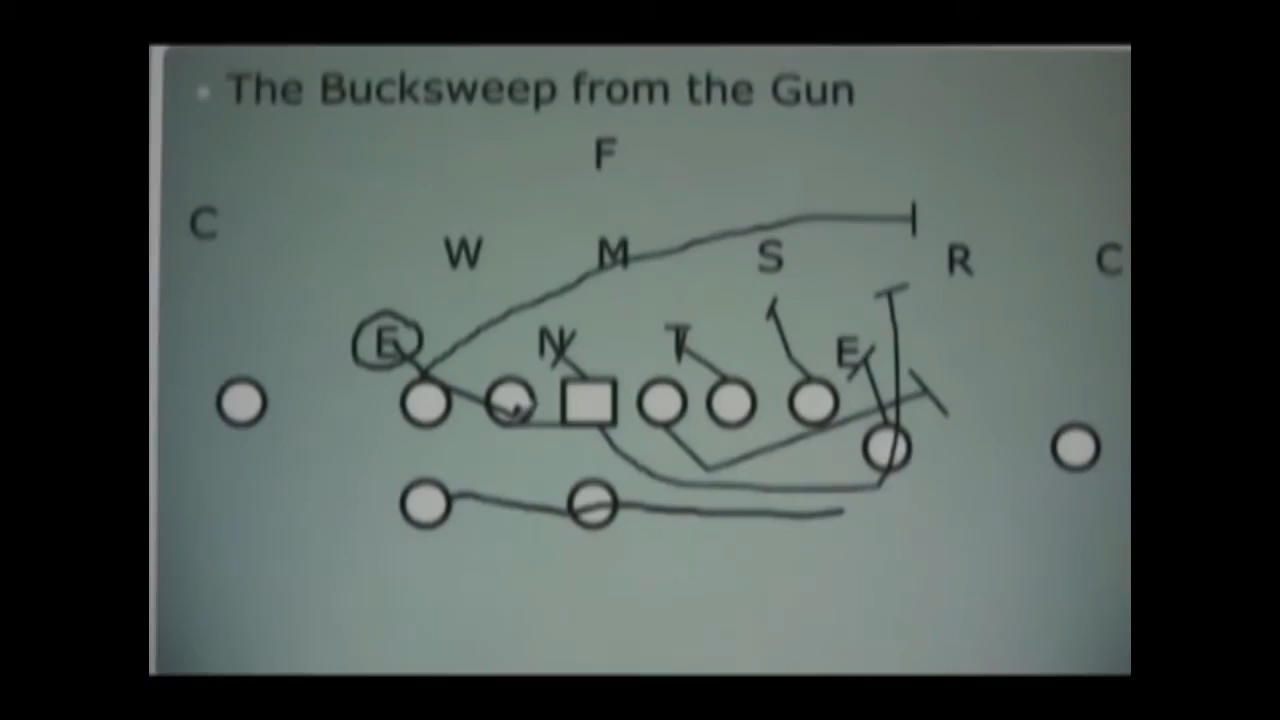 • The Bucksweep from the Gun
F
C
W M S R C
E N T E